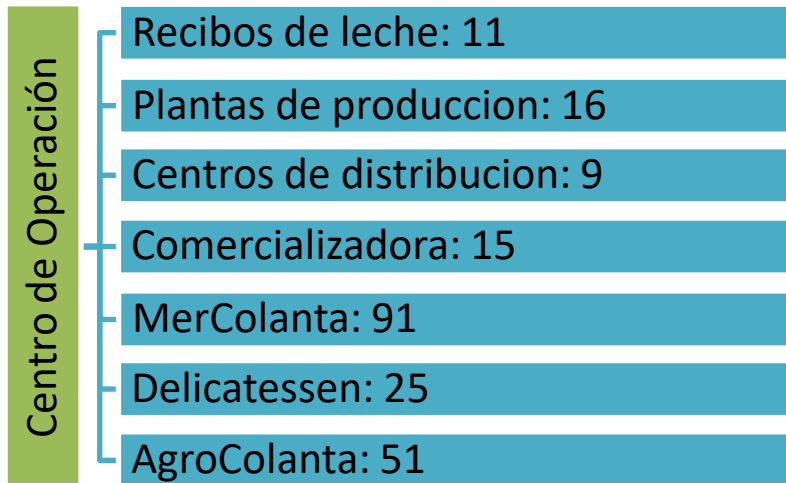 Centro de Operación
Recibos de leche: 11
Plantas de produccion: 16
Centros de distribucion: 9
Comercializadora: 15
MerColanta: 91
Delicatessen: 25
AgroColanta: 51